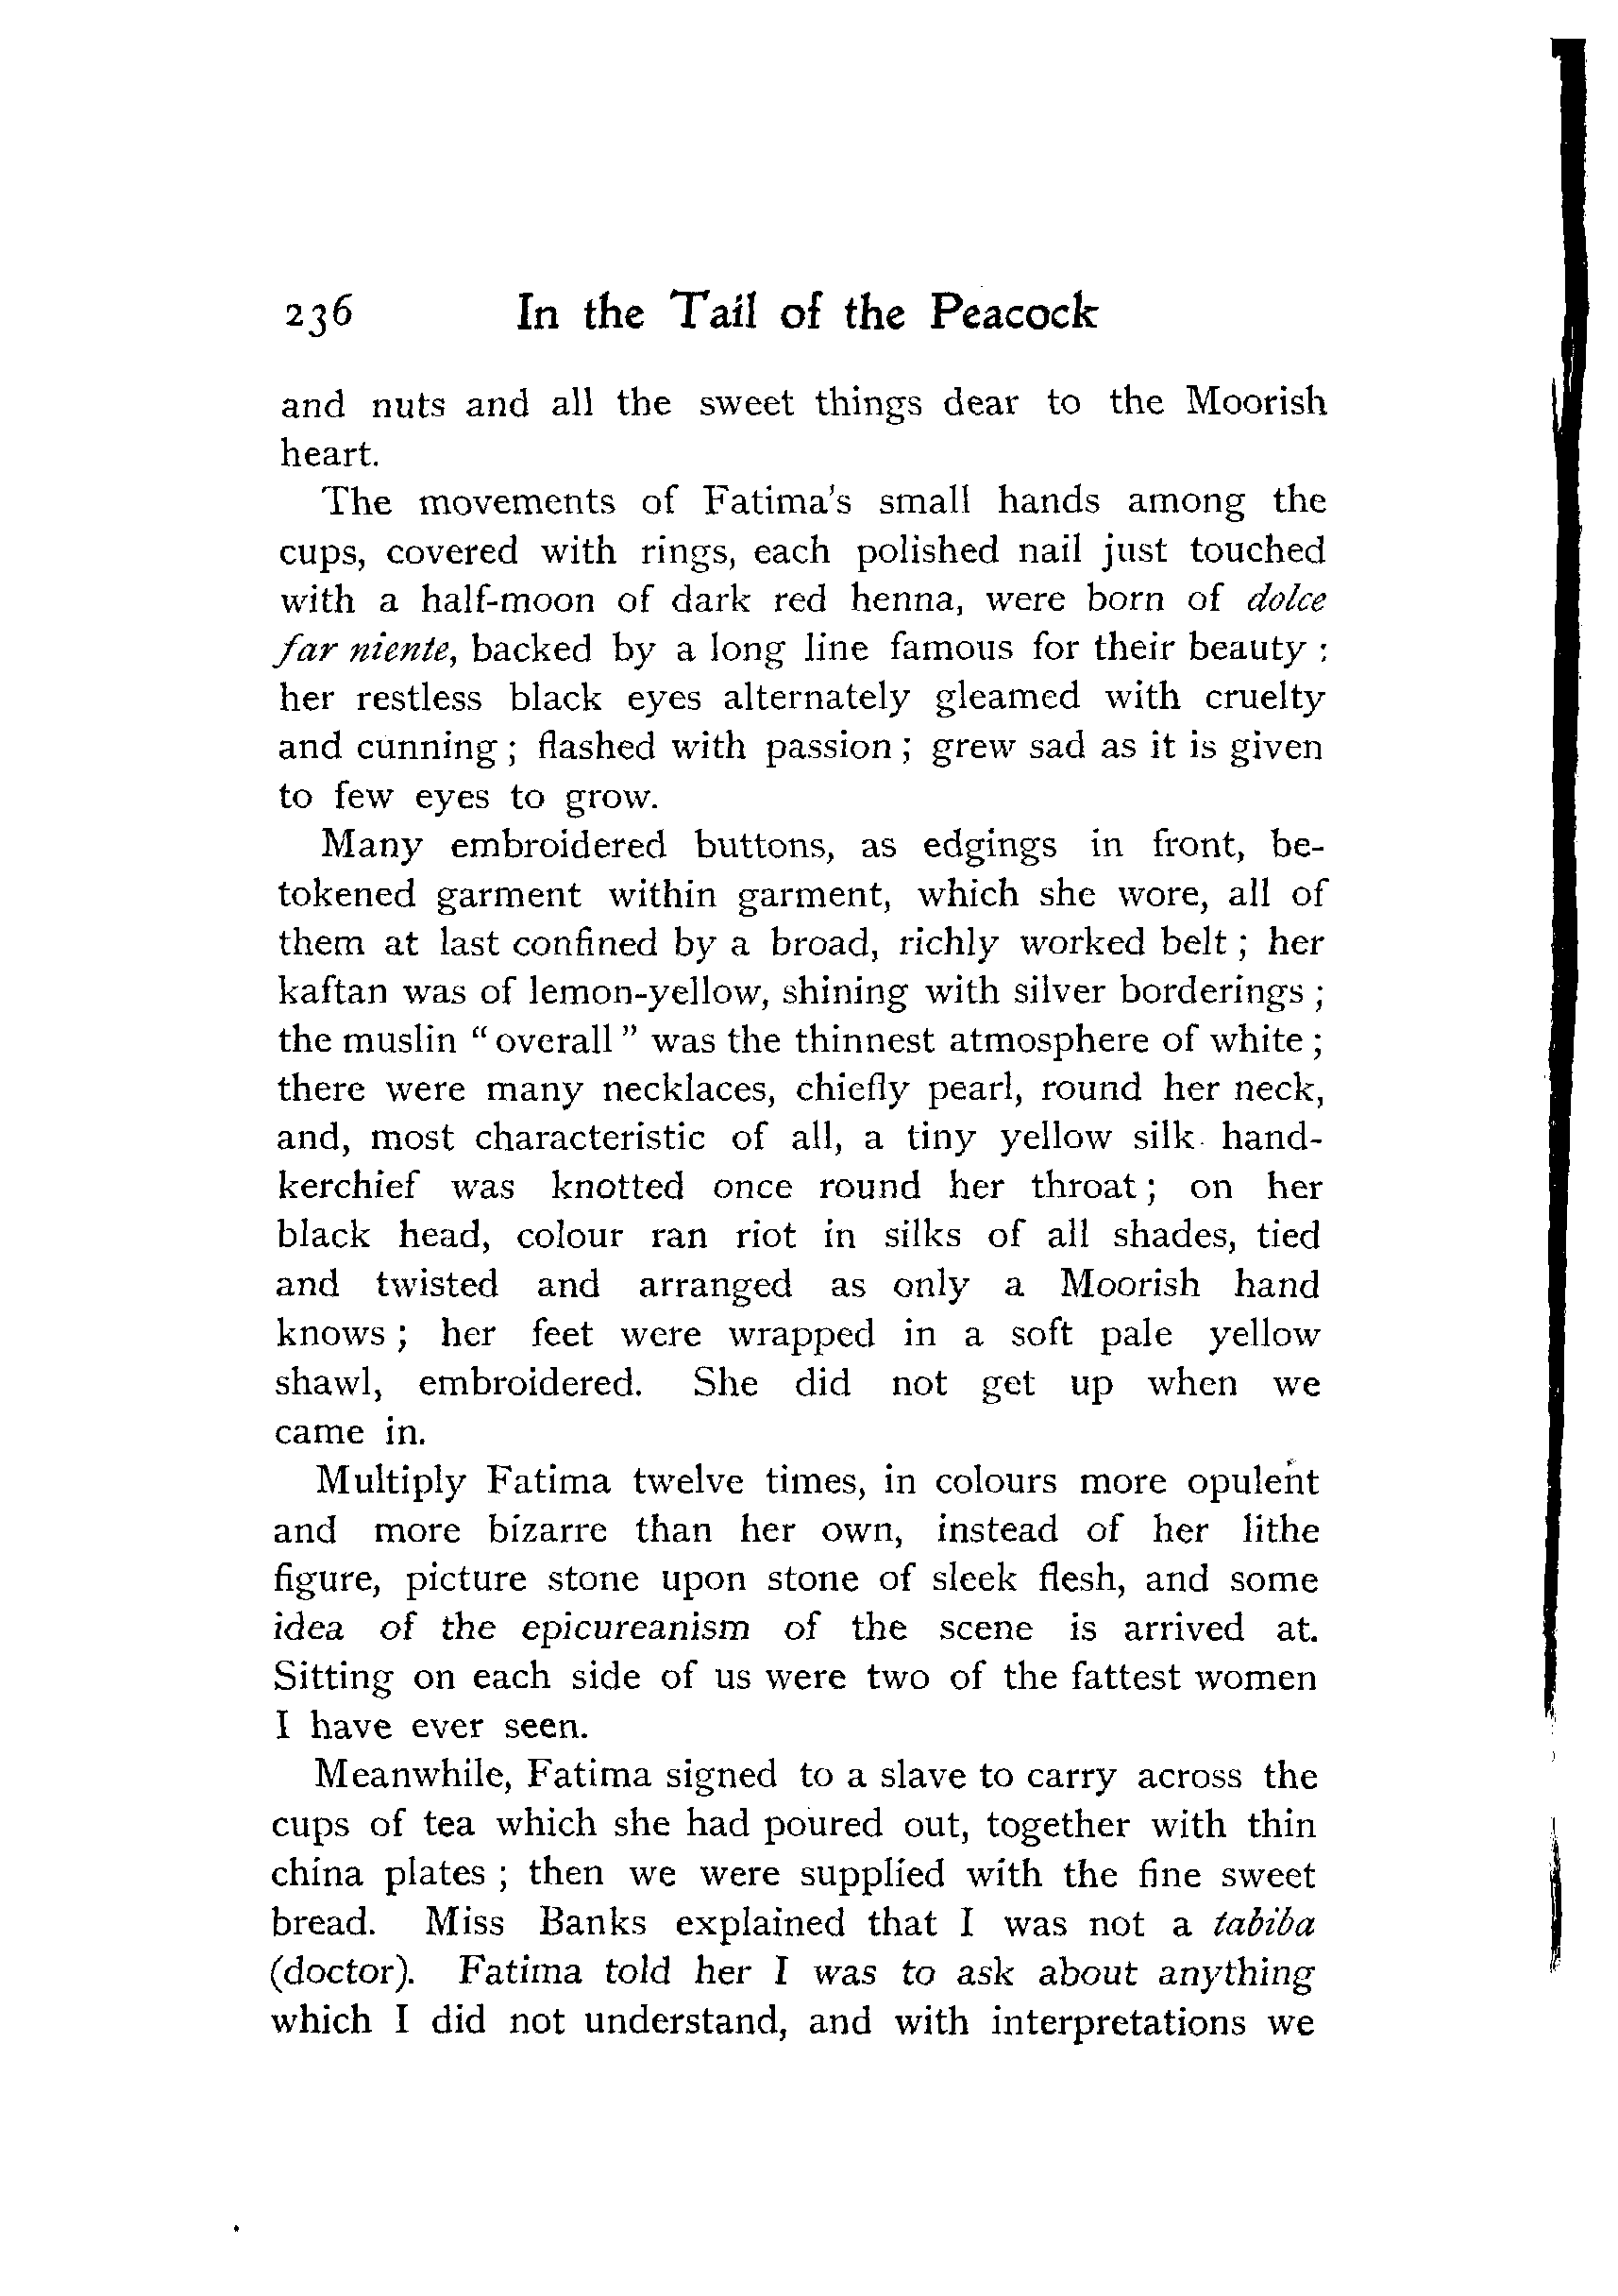 236 In the Tail of the Peacock
and nuts and all the sweet things dear to the Moorish
heart.
The movements of Fatima's small hands among the
cups, covered with rings, each polished nail just touched
with a half-moon of dark red henna, were born of dolce
far niente, backed by a long line famous for their beauty :
her restless black eyes alternately gleamed with cruelty
and cunning ; flashed with passion ; grew sad as it is given
to few eyes to grow.
Many embroidered buttons, as edgings in front, be-
tokened garment within garment, which she wore, all of
them at last confined by a broad, richly worked belt ; her
kaftan was of lemon-yellow, shining with silver borderings ;
the muslin “ overall ” was the thinnest atmosphere of white ;
there were many necklaces, chiefly pearl, round her neck,
and, most characteristic of all, a tiny yellow silk hand-
kerchief was knotted once round her throat ; on her
black head, colour ran riot in silks of all shades, tied
and twisted and arranged as only a Moorish hand
knows ; her feet were wrapped in a soft pale yellow
shawl, embroidered. She did not get up when we
came in.
Multiply Fatima twelve times, in colours more opulent
and more bizarre than her own, instead of her lithe
figure, picture stone upon stone of sleek flesh, and some
idea of the epicureanism of the scene is arrived at.
Sitting on each side of us were two of the fattest women
I have ever seen.
Meanwhile, Fatima signed to a slave to carry across the
cups of tea which she had poured out, together with thin
china plates ; then we were supplied with the fine sweet
bread. Miss Banks explained that I was not a tabiba
(doctor). Fatima told her I was to ask about anything
which I did not understand, and with interpretations we